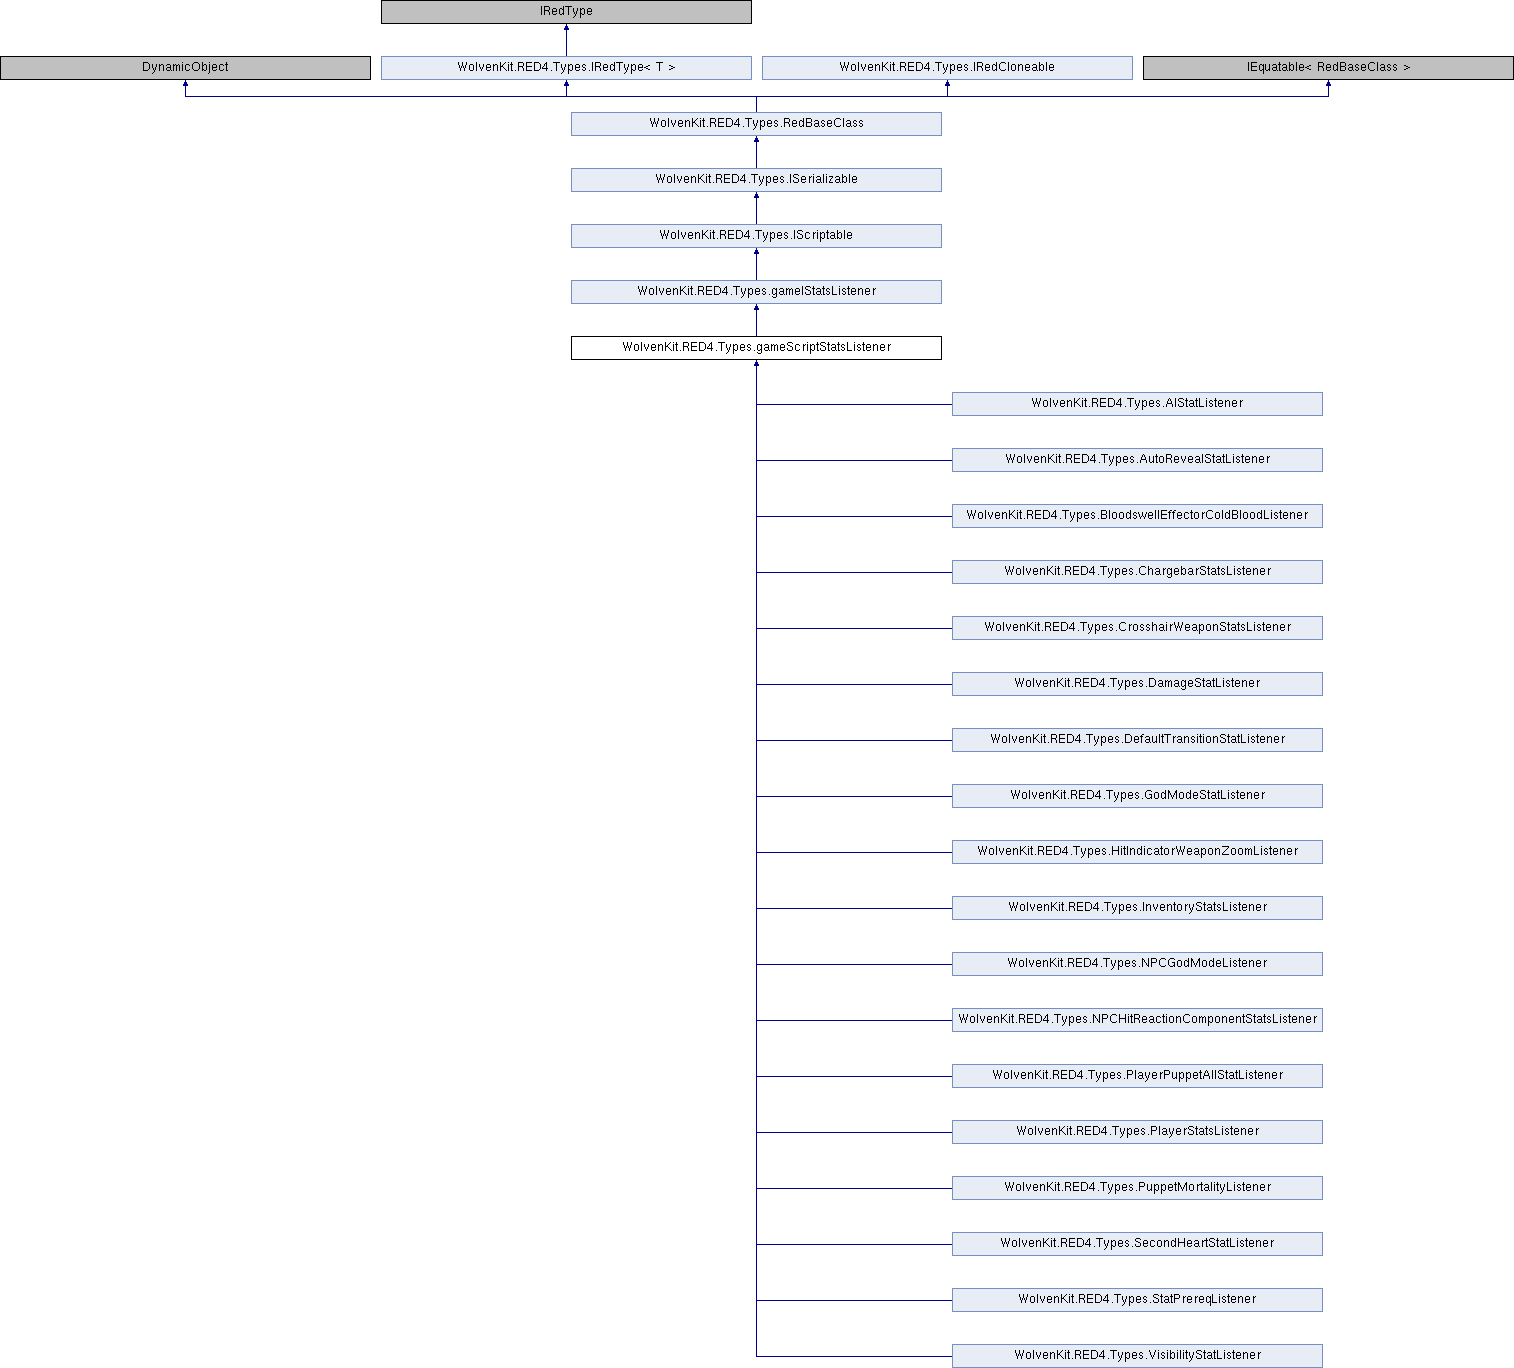 IRedType
DynamicObject
WolvenKit.RED4.Types.IRedType< T >
WolvenKit.RED4.Types.IRedCloneable
IEquatable< RedBaseClass >
WolvenKit.RED4.Types.RedBaseClass
WolvenKit.RED4.Types.ISerializable
WolvenKit.RED4.Types.IScriptable
WolvenKit.RED4.Types.gameIStatsListener
WolvenKit.RED4.Types.gameScriptStatsListener
WolvenKit.RED4.Types.AIStatListener
WolvenKit.RED4.Types.AutoRevealStatListener
WolvenKit.RED4.Types.BloodswellEffectorColdBloodListener
WolvenKit.RED4.Types.ChargebarStatsListener
WolvenKit.RED4.Types.CrosshairWeaponStatsListener
WolvenKit.RED4.Types.DamageStatListener
WolvenKit.RED4.Types.DefaultTransitionStatListener
WolvenKit.RED4.Types.GodModeStatListener
WolvenKit.RED4.Types.HitIndicatorWeaponZoomListener
WolvenKit.RED4.Types.InventoryStatsListener
WolvenKit.RED4.Types.NPCGodModeListener
WolvenKit.RED4.Types.NPCHitReactionComponentStatsListener
WolvenKit.RED4.Types.PlayerPuppetAllStatListener
WolvenKit.RED4.Types.PlayerStatsListener
WolvenKit.RED4.Types.PuppetMortalityListener
WolvenKit.RED4.Types.SecondHeartStatListener
WolvenKit.RED4.Types.StatPrereqListener
WolvenKit.RED4.Types.VisibilityStatListener